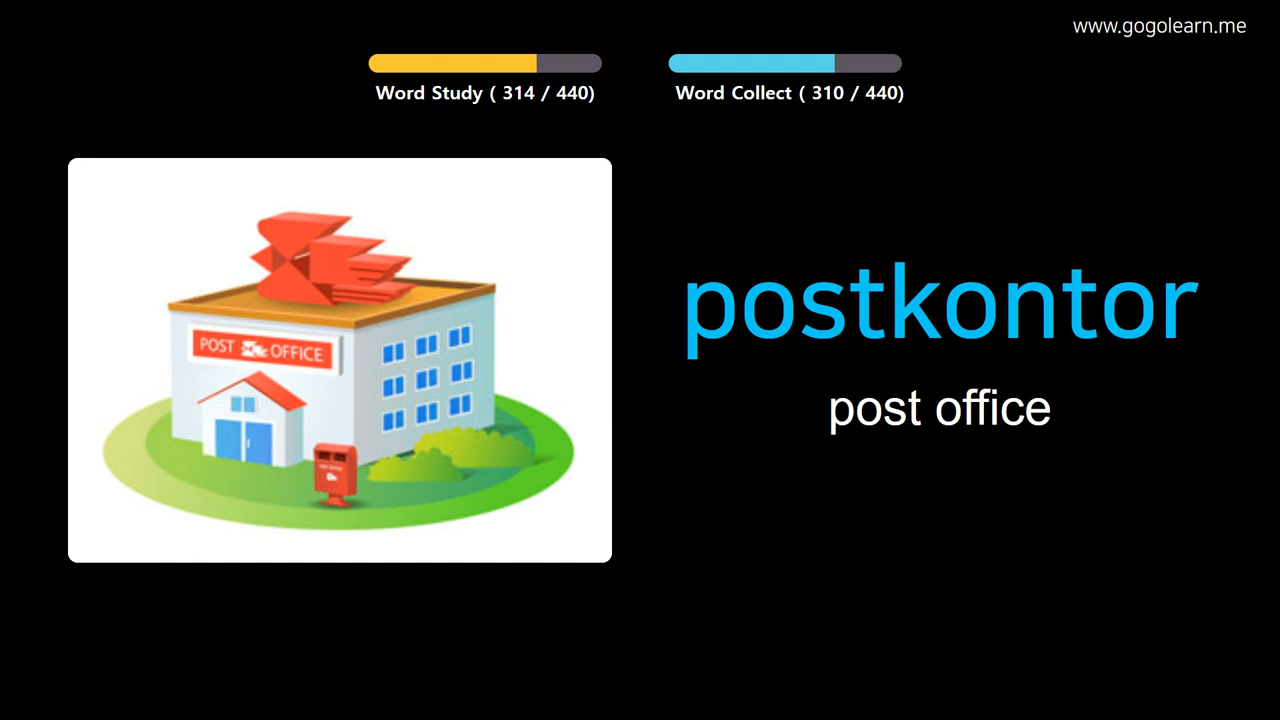 www.gogolearn.me
Word Study ( 314 / 440)
Word Collect ( 310 / 440)
POST OFFICE
postkontor
post office